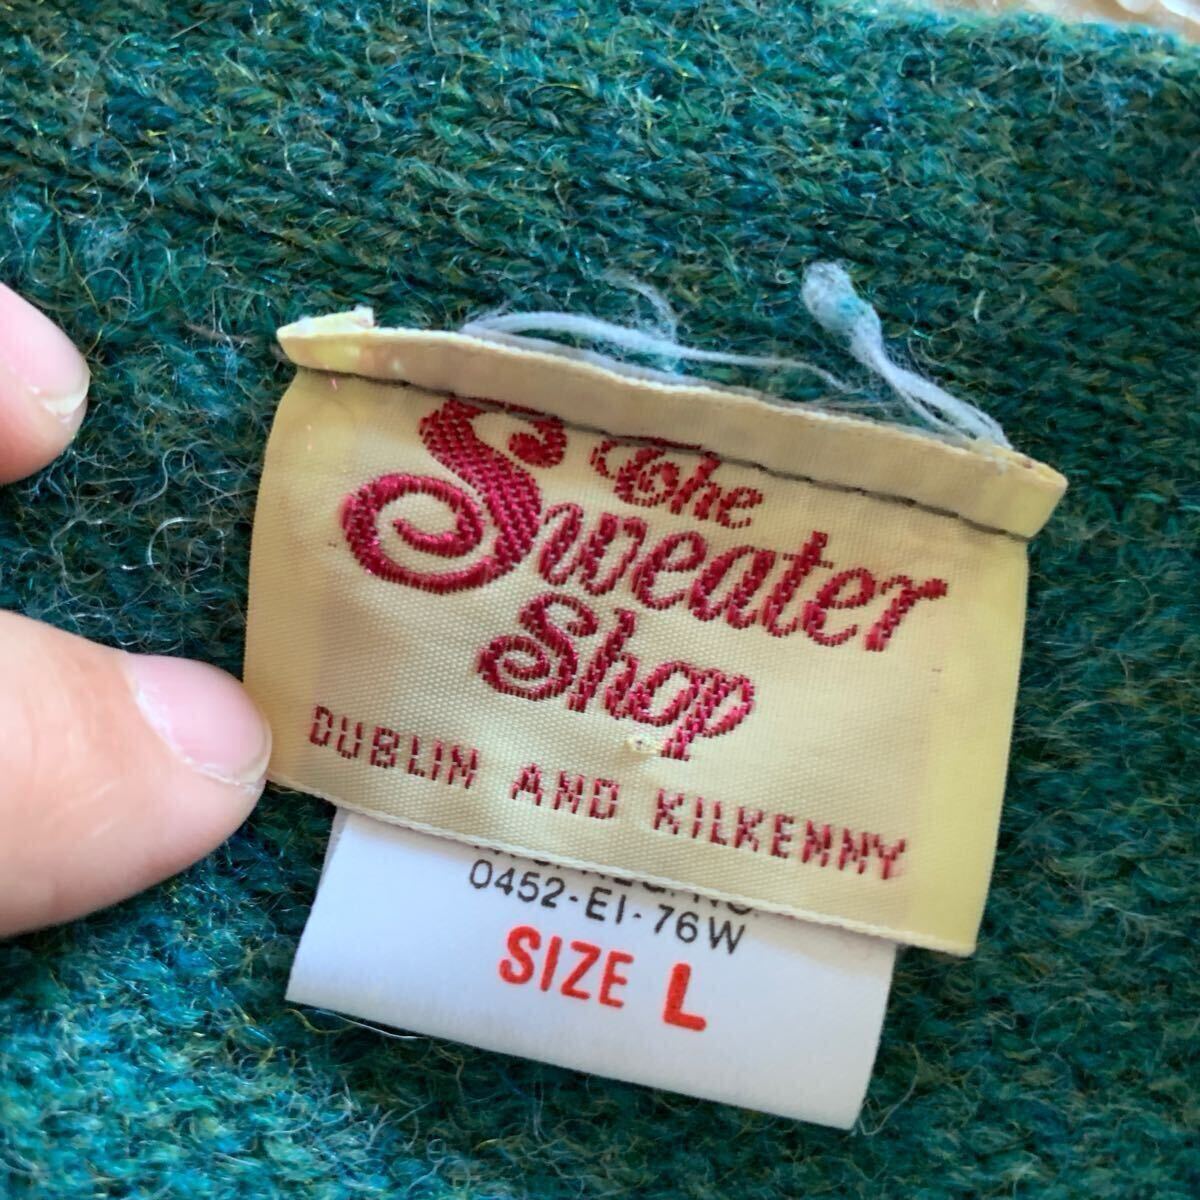 The
Sweater
Shop
DUBLIN AND KILKENNY
0452-EI-76W
SIZE L